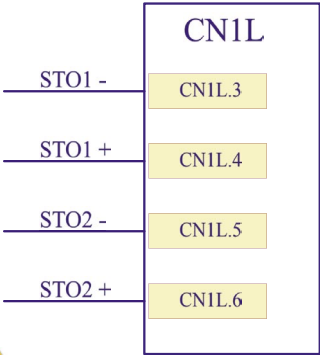 CN1L
STO1 - CN1L.3
STO1 + CN1L.4
STO2 - CN1L.5
STO2 + CN1L.6